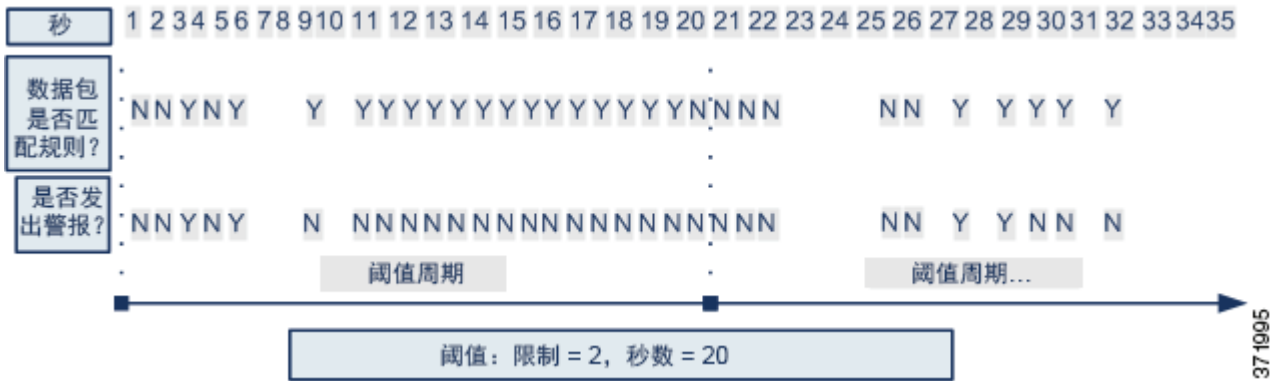 秒 1 2 3 4 5 6 7 8 9 10 11 12 13 14 15 16 17 18 19 20 21 22 23 24 25 26 27 28 29 30 31 32 33 34 35
数据包
是否匹
配规则？
N N Y N Y Y Y Y Y Y Y Y Y Y Y Y Y Y Y Y N N N N N N Y Y Y Y Y
是否发
出警报？
N N Y N Y N N N N N N N N N N N N N N N N N N N N N Y Y N N N
阈值周期 阈值周期...
阈值：限制 = 2，秒数 = 20
371995